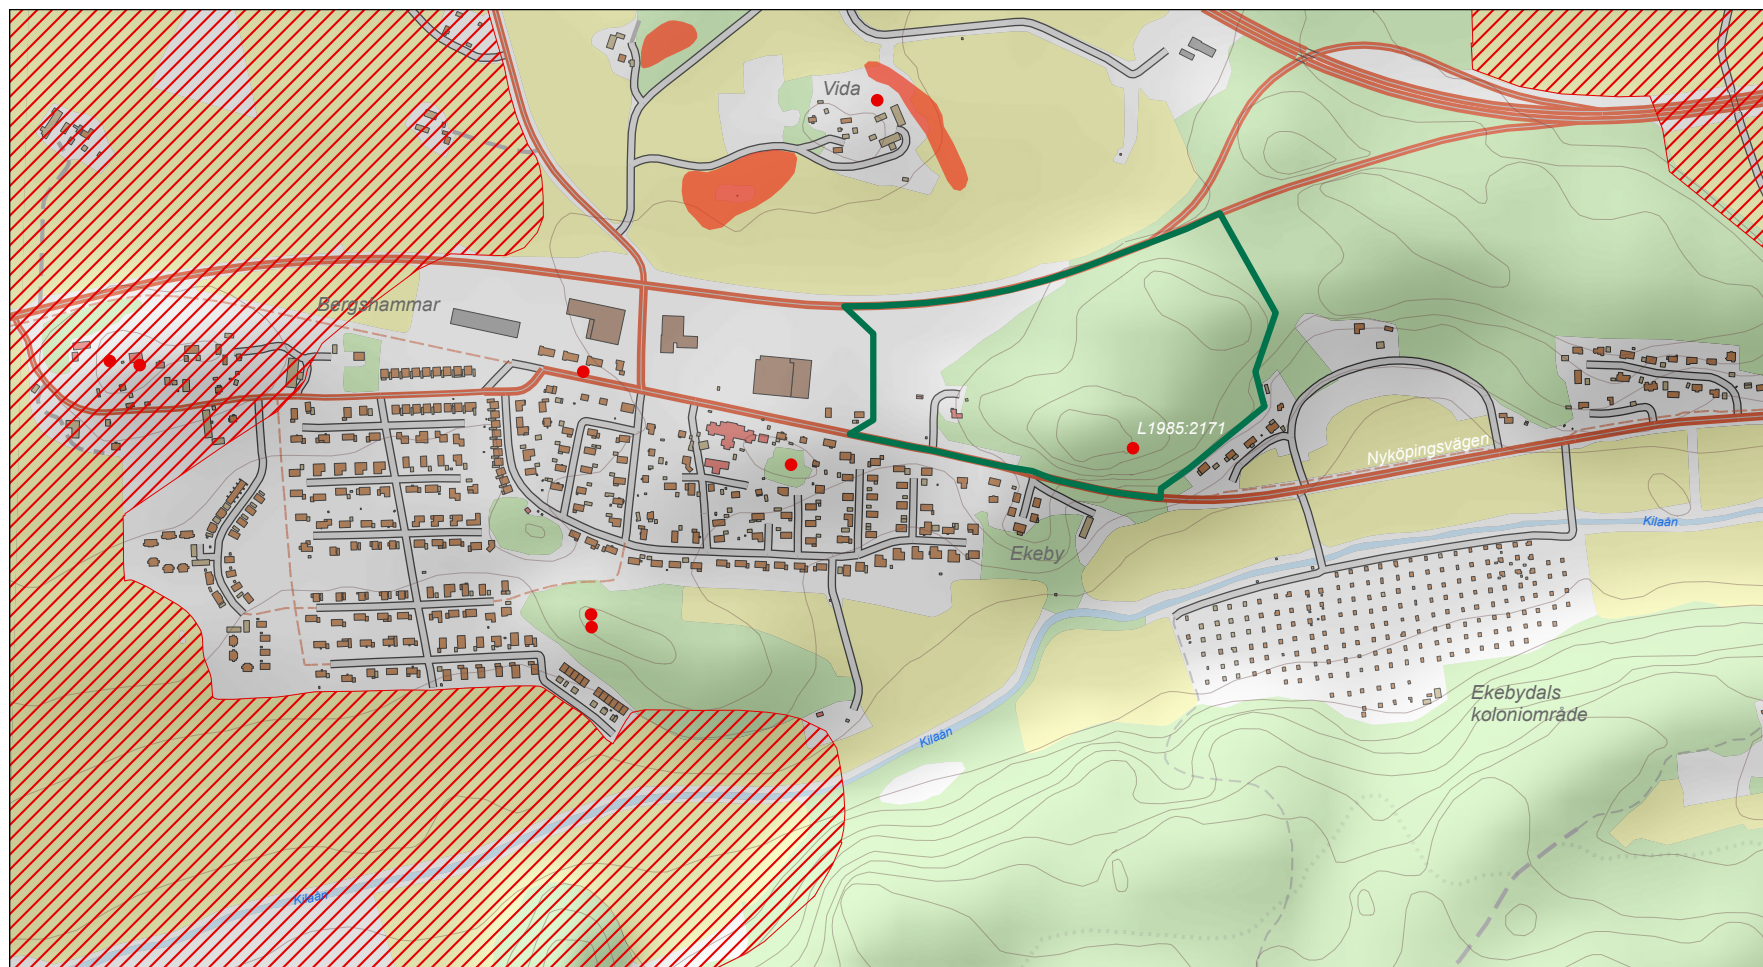 Vida
Bergshammar
L1985:2171
Nyköpingsvägen
Kilaån
Ekeby
Ekebydals
koloniområde
Kilaån
Kilaån